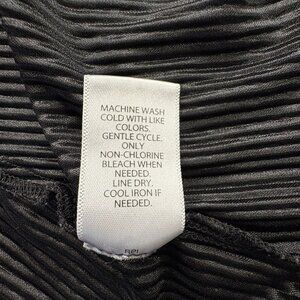 MACHINE WASH
COLD WITH LIKE
COLORS.
GENTLE CYCLE.
ONLY
NON-CHLORINE
BLEACH WHEN
NEEDED.
LINE DRY.
COOL IRON IF
NEEDED.